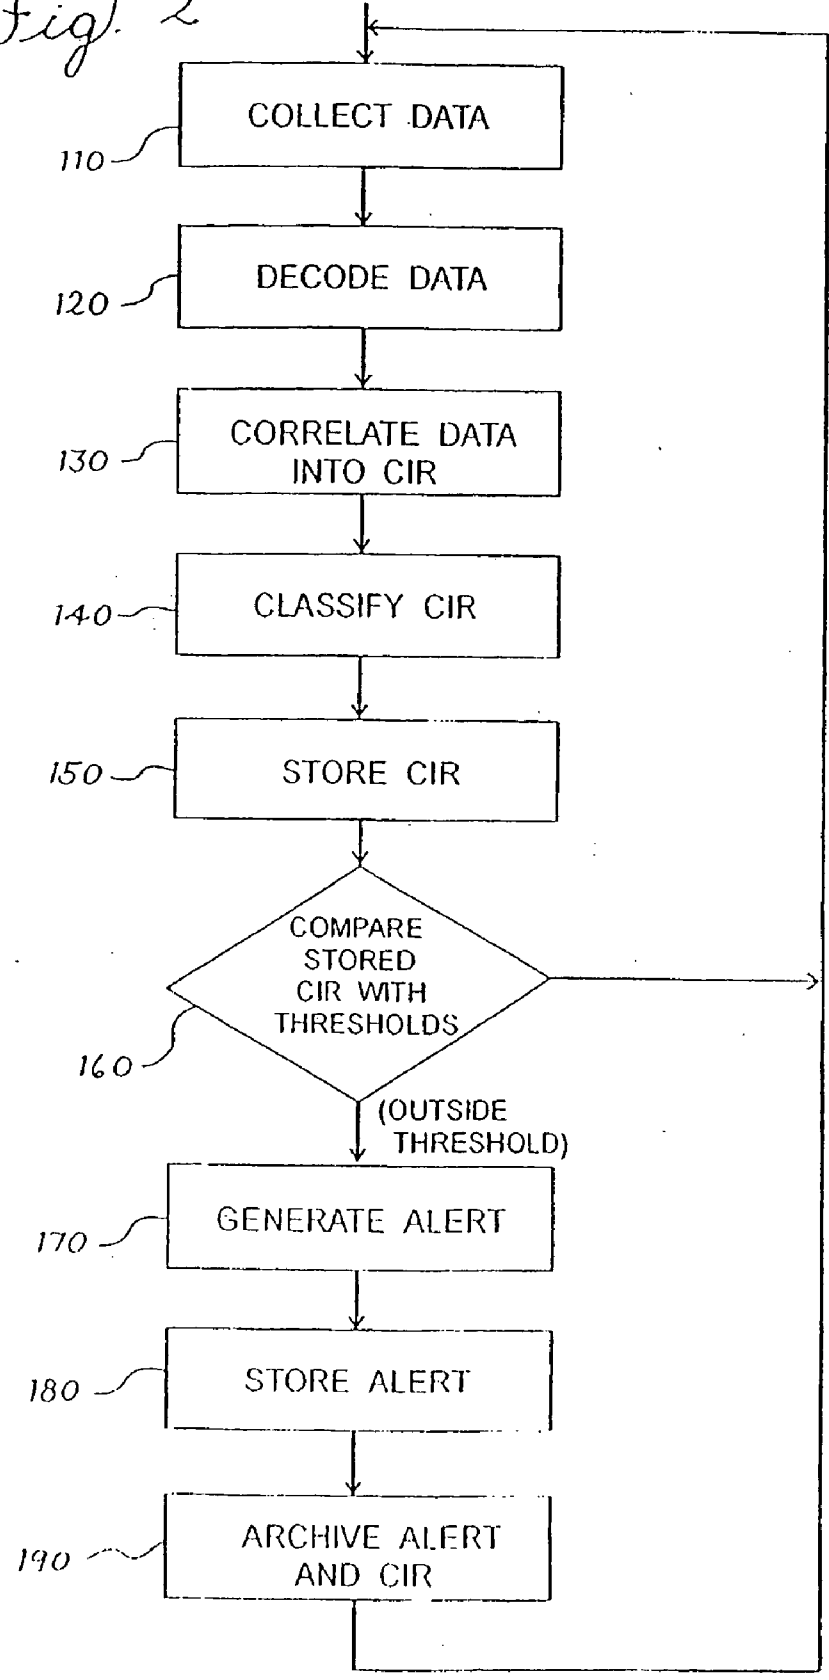 Fig. 2
COLLECT DATA
110
DECODE DATA
120
CORRELATE DATA
INTO CIR
130
CLASSIFY CIR
140
STORE CIR
150
COMPARE
STORED
CIR WITH
THRESHOLDS
160
(OUTSIDE
THRESHOLD)
GENERATE ALERT
170
STORE ALERT
180
ARCHIVE ALERT
AND CIR
190